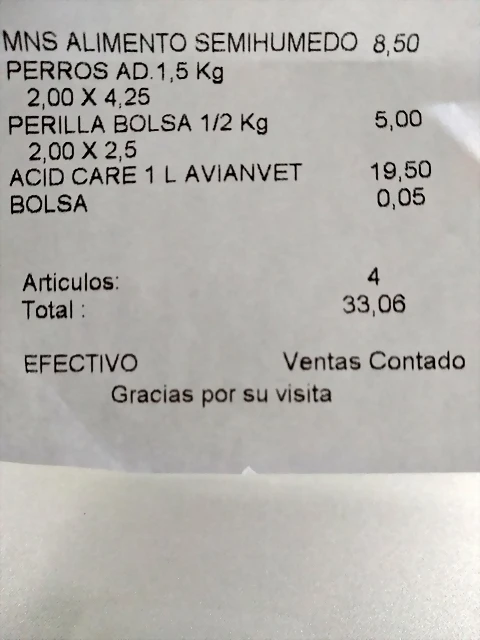 MNS ALIMENTO SEMIHUMEDO 8,50
PERROS AD.1,5 Kg
2,00 X 4,25
PERILLA BOLSA 1/2 Kg 5,00
2,00 X 2,5
ACID CARE 1 L AVIANVET 19,50
BOLSA 0,05
Articulos: 4
Total : 33,06
EFECTIVO Ventas Contado
Gracias por su visita